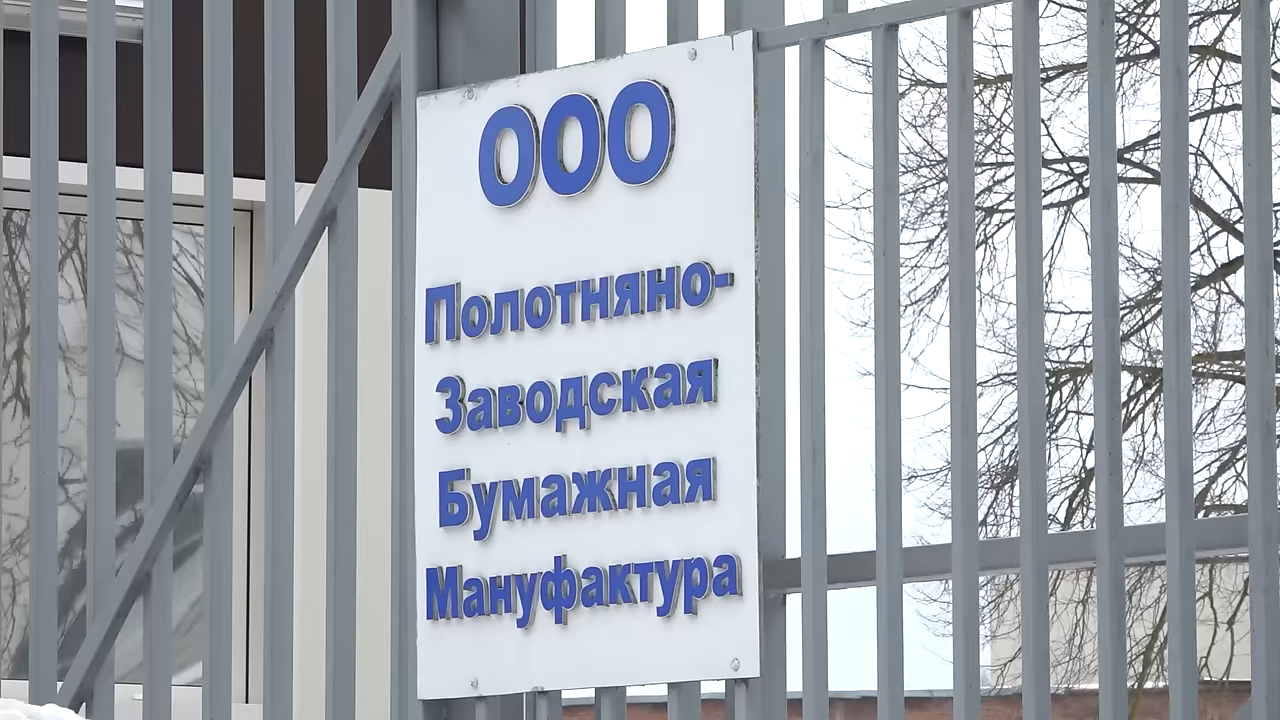 ООО
Полотняно-
Заводская
Бумажная
Мануфактура